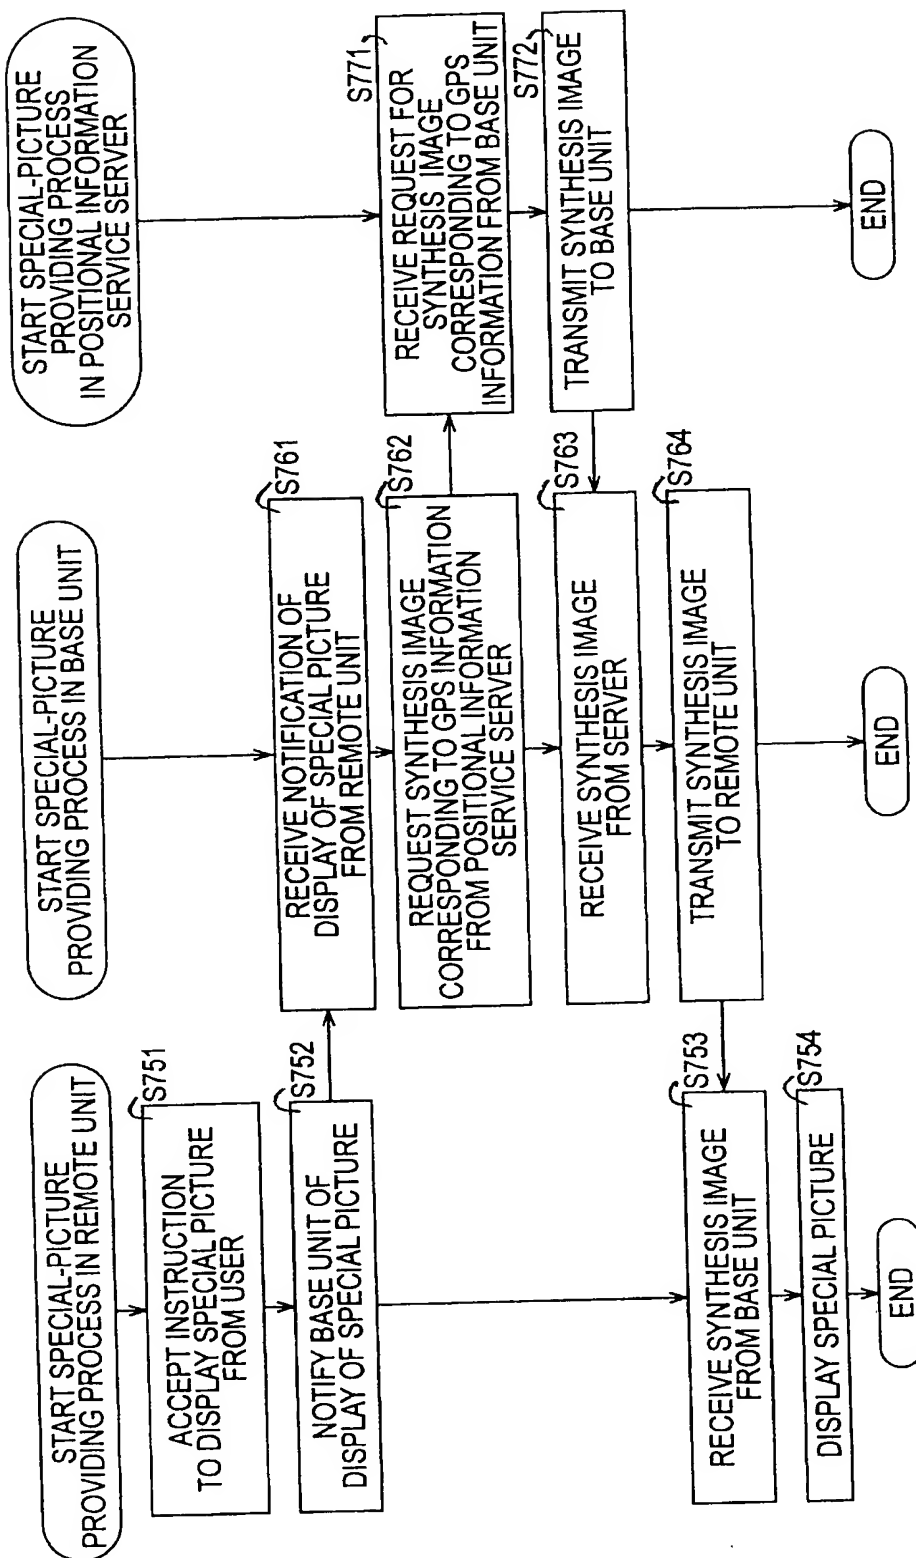 START SPECIAL-PICTURE
PROVIDING PROCESS IN REMOTE UNIT
S751
ACCEPT INSTRUCTION
TO DISPLAY SPECIAL PICTURE
FROM USER
S752
NOTIFY BASE UNIT OF
DISPLAY OF SPECIAL PICTURE
S753
RECEIVE SYNTHESIS IMAGE
FROM BASE UNIT
S754
DISPLAY SPECIAL PICTURE
END
START SPECIAL-PICTURE
PROVIDING PROCESS IN BASE UNIT
S761
RECEIVE NOTIFICATION OF
DISPLAY OF SPECIAL PICTURE
FROM REMOTE UNIT
S762
REQUEST SYNTHESIS IMAGE
CORRESPONDING TO GPS INFORMATION
FROM POSITIONAL INFORMATION
SERVICE SERVER
S763
RECEIVE SYNTHESIS IMAGE
FROM SERVER
S764
TRANSMIT SYNTHESIS IMAGE
TO REMOTE UNIT
END
START SPECIAL-PICTURE
PROVIDING PROCESS
IN POSITIONAL INFORMATION
SERVICE SERVER
S771
RECEIVE REQUEST FOR
SYNTHESIS IMAGE
CORRESPONDING TO GPS
INFORMATION FROM BASE UNIT
S772
TRANSMIT SYNTHESIS IMAGE
TO BASE UNIT
END